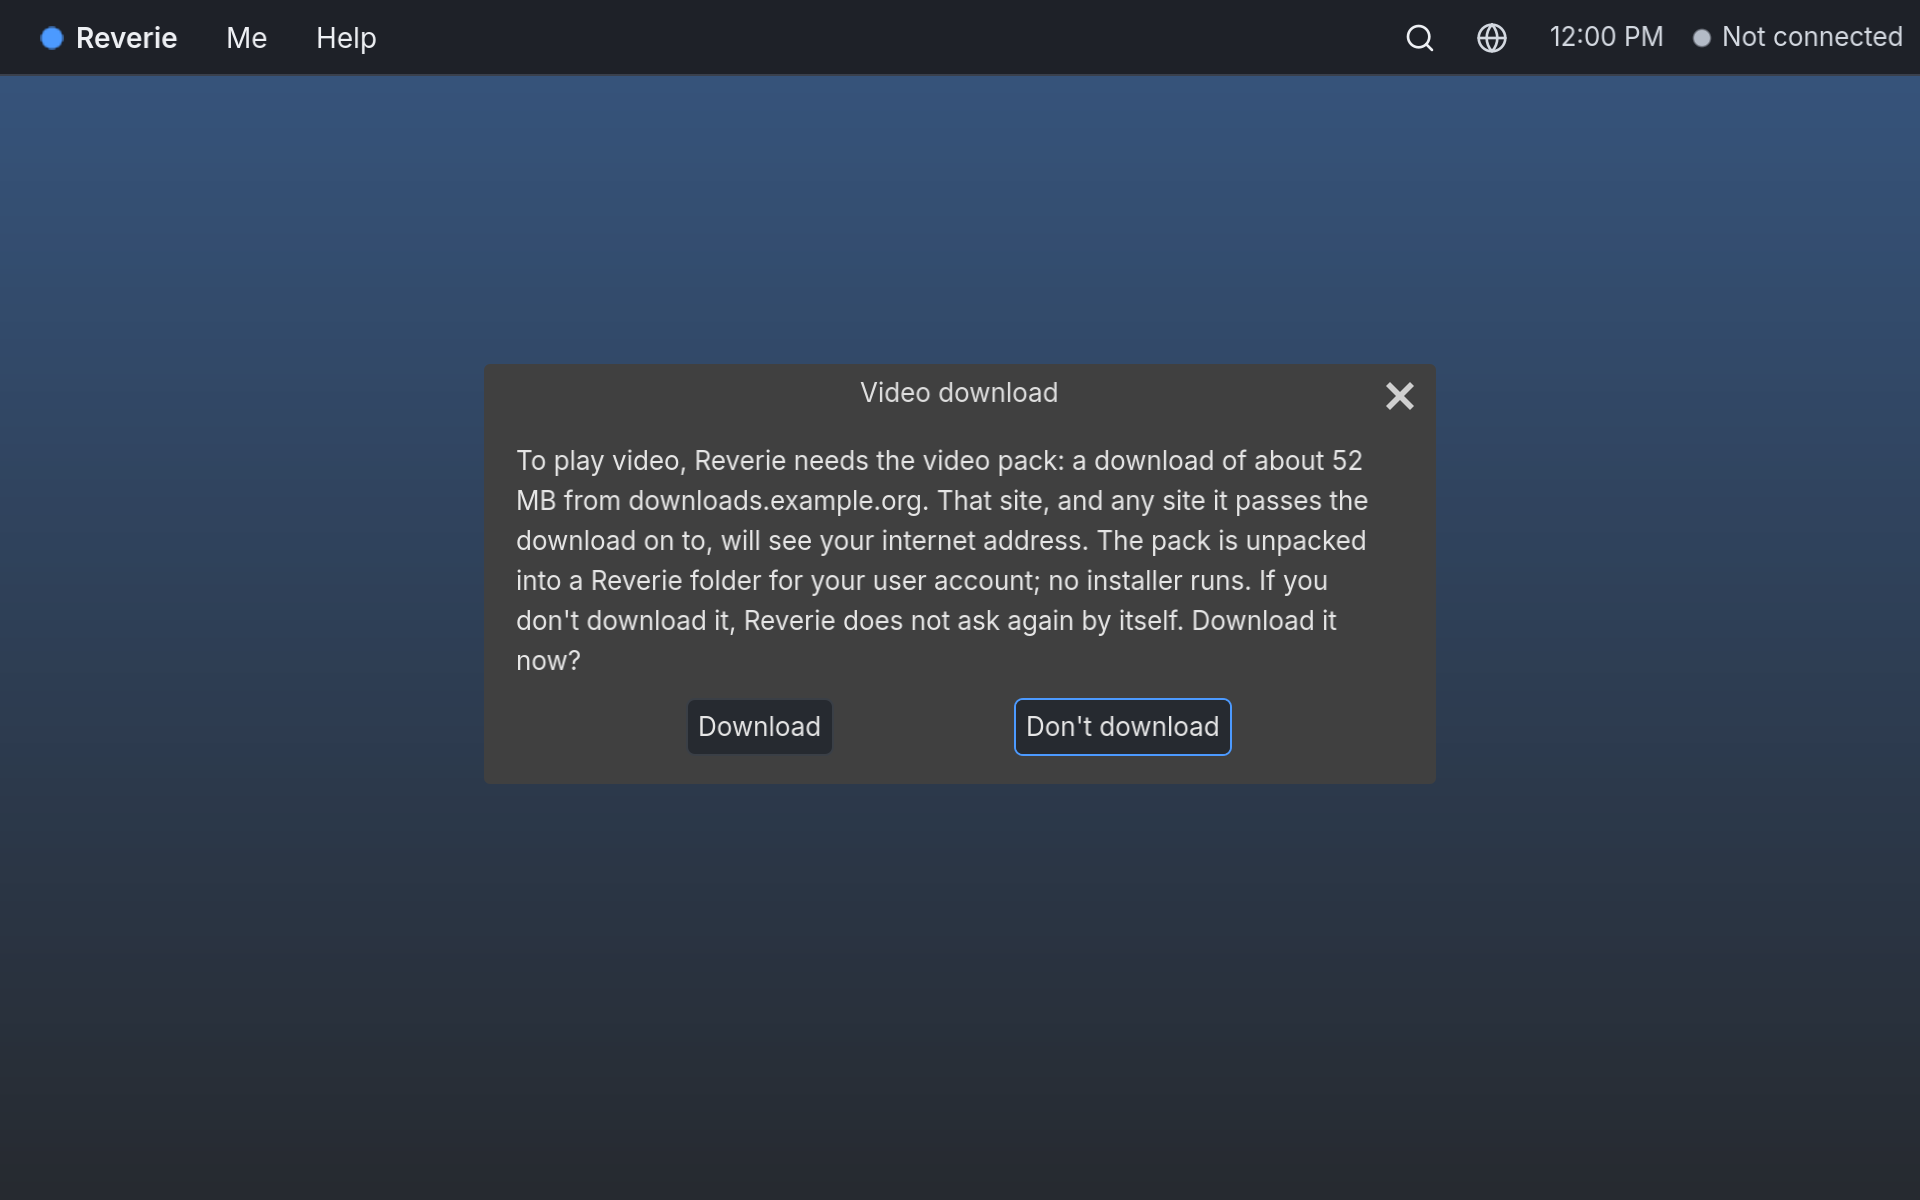 Reverie Me Help 12:00 PM Not connected
Video download
To play video, Reverie needs the video pack: a download of about 52
MB from downloads.example.org. That site, and any site it passes the
download on to, will see your internet address. The pack is unpacked
into a Reverie folder for your user account; no installer runs. If you
don't download it, Reverie does not ask again by itself. Download it
now?
Download Don't download